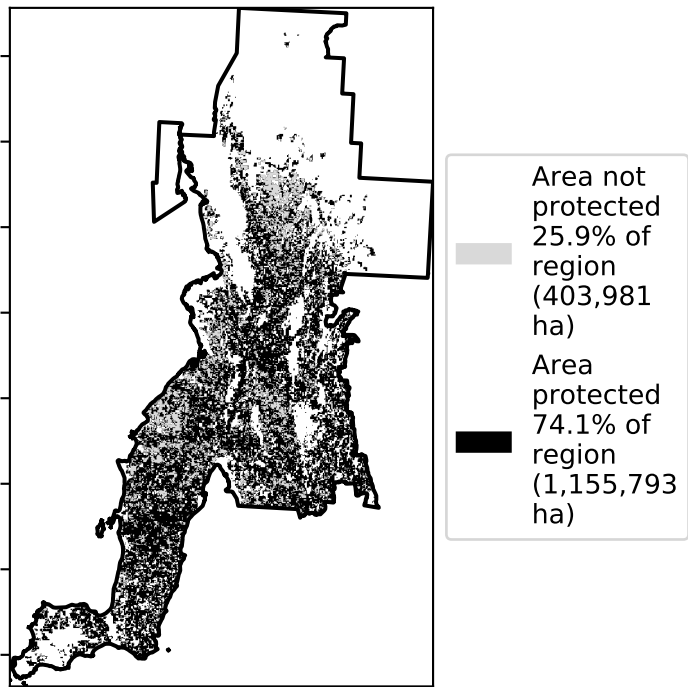 Area not
protected
25.9% of
region
(403,981
ha)
Area
protected
74.1% of
region
(1,155,793
ha)